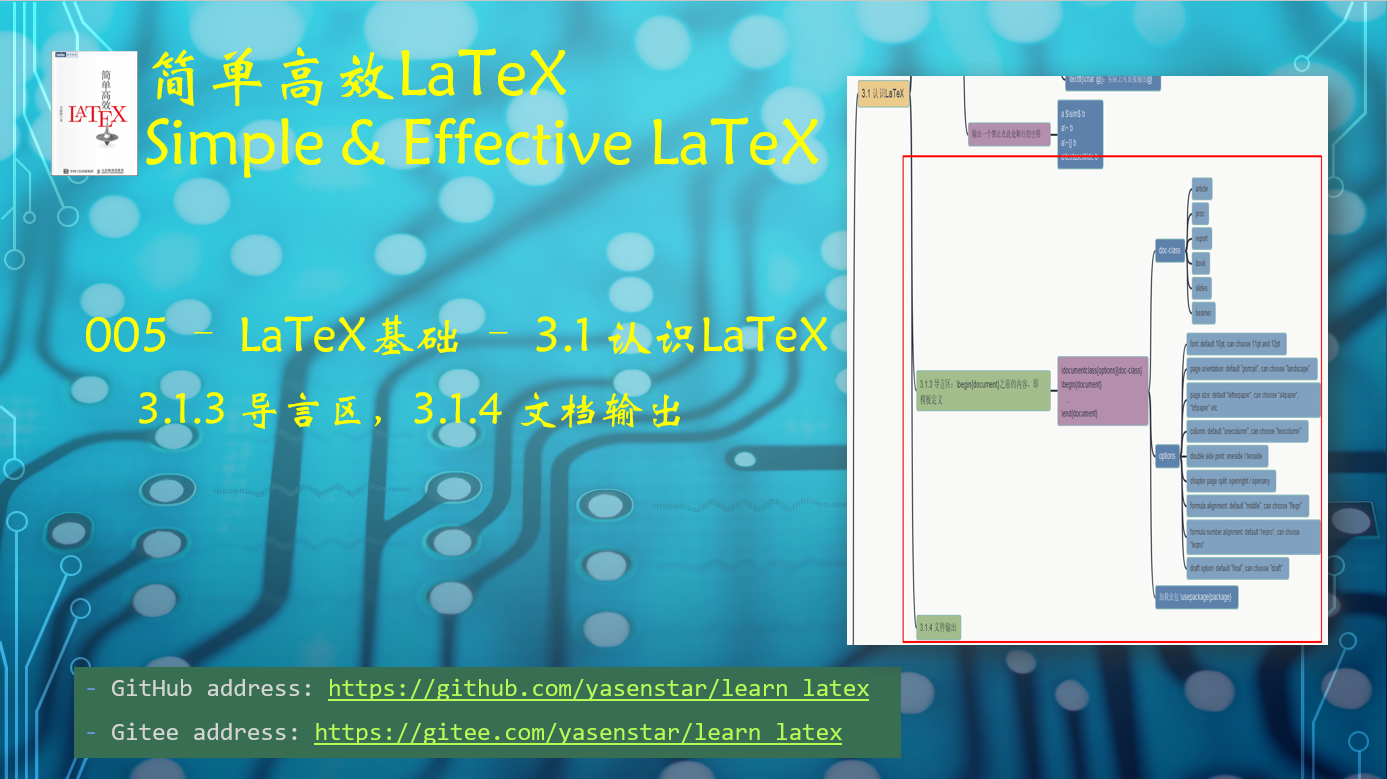 简单高效LaTeX
Simple & Effective LaTeX
简单高效
LATEX
005 - LaTeX基础 - 3.1 认识LaTeX
3.1.3 导言区，3.1.4 文档输出
3.1 认识LaTeX
输出一个禁止在此处断行的空格
a $\sim$ b
a\~ b
a\~{} b
3.1.3 导言区：\begin{document}之前的内容，即
模板定义
\documentclass[options]{doc-class}
\begin{document}
...
\end{document}
doc-class
article
proc
report
book
slides
beamer
options
font: default 10pt, can choose 11pt and 12pt
page orientation: default "portrait", can choose "landscape"
page size: default "letterpaper", can choose "a4paper",
"b5paper" etc
column: default "onecolumn", can choose "twocolumn"
double side print: oneside / twoside
chapter page split: openright / openany
formula alignment: default "middle", can choose "fleqn"
formula number alignment: default "reqno", can choose
"leqno"
draft option: default "final", can choose "draft"
加载宏包 \usepackage{package}
3.1.4 文件输出
- GitHub address: https://github.com/yasenstar/learn_latex
- Gitee address: https://gitee.com/yasenstar/learn_latex